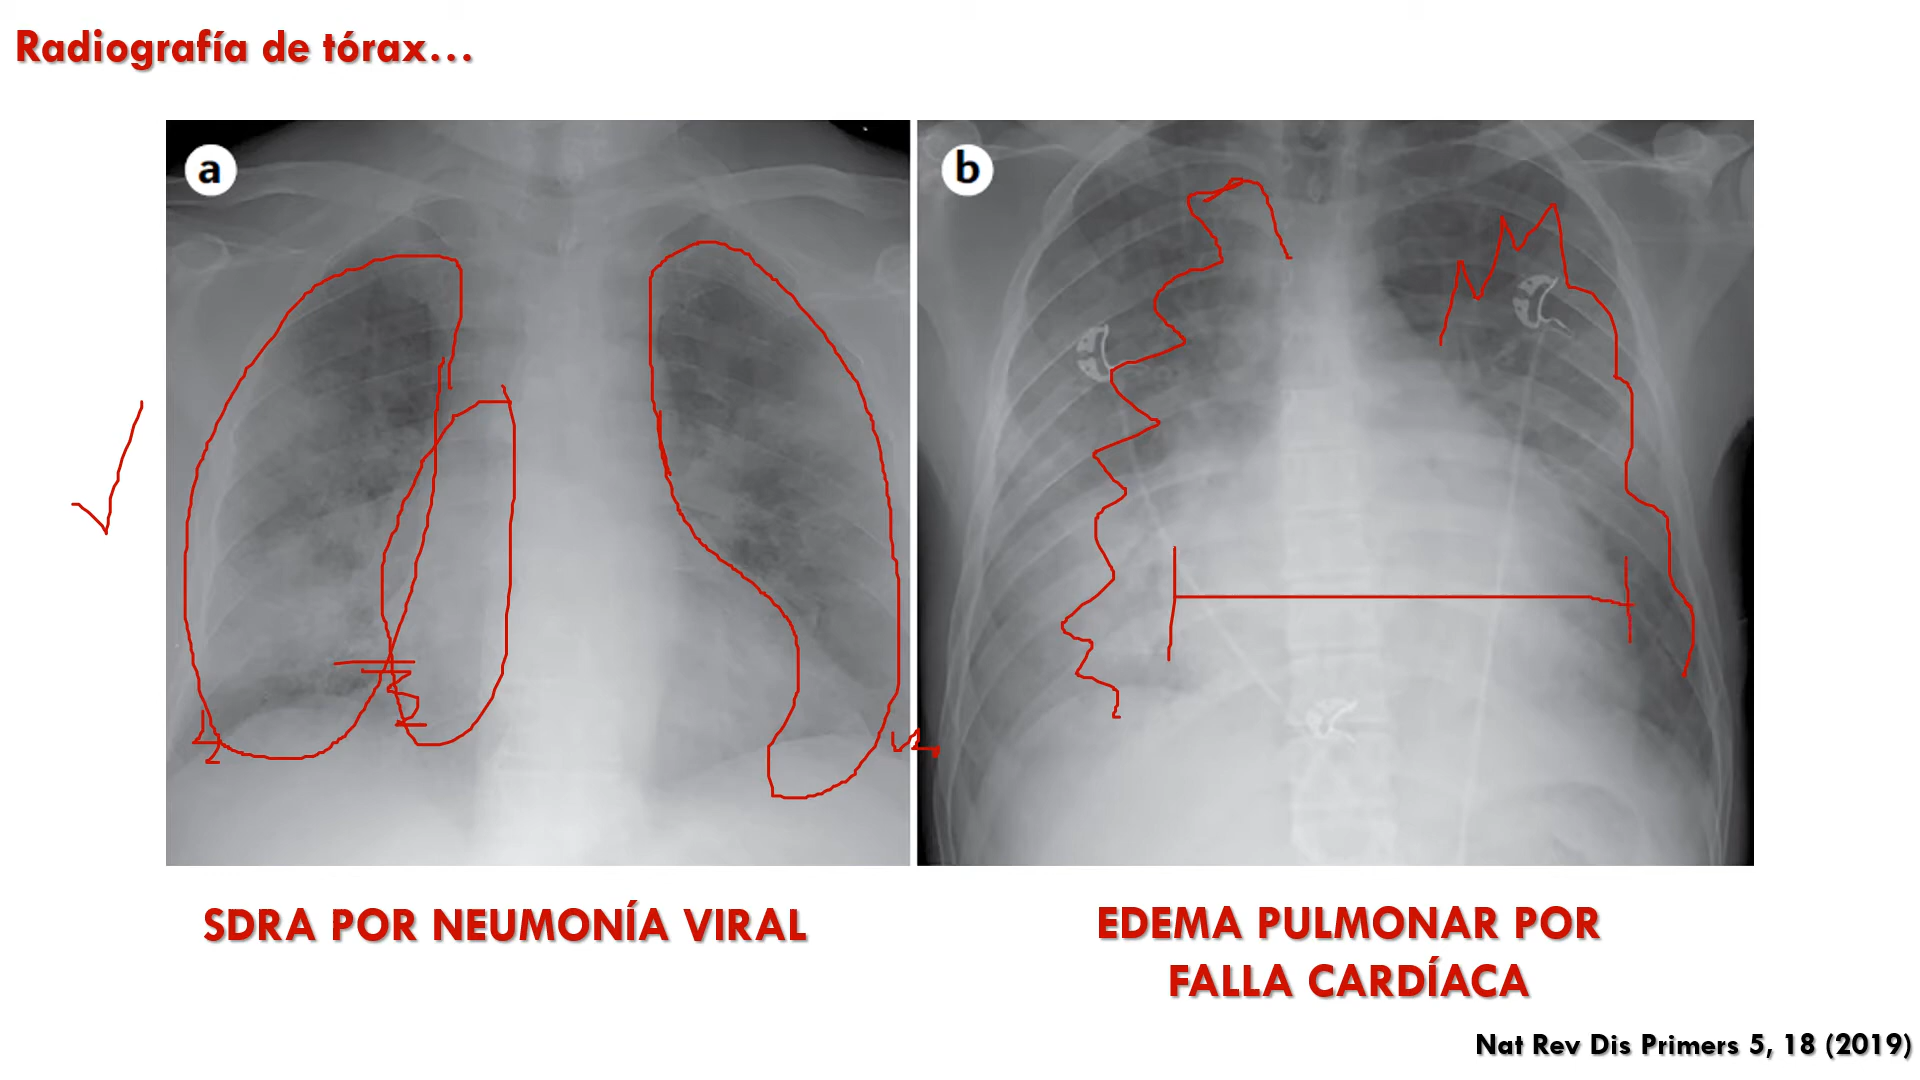 Radiografía de tórax...
a
b
SDRA POR NEUMONÍA VIRAL
EDEMA PULMONAR POR
FALLA CARDÍACA
Nat Rev Dis Primers 5, 18 (2019)